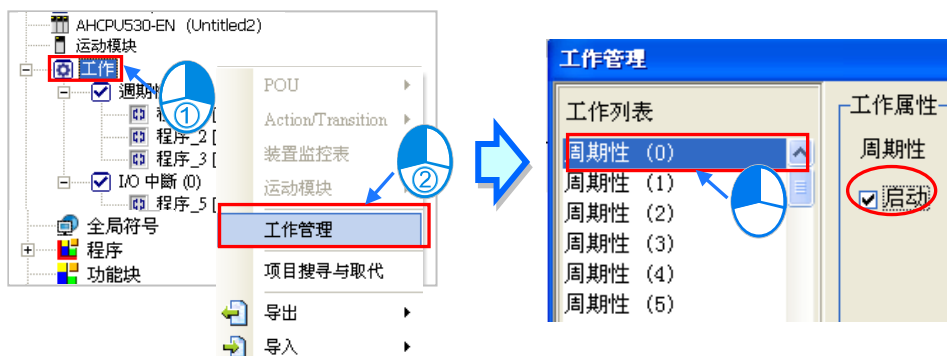 AHCPU530-EN (Untitled2)
运动模块
工作
週期
①
程序_2 [
程序_3 [
I/O 中斷 (0)
程序_5 [
全局符号
程序
功能块
POU
Action/Transition
装置监控表
运动模块
②
工作管理
项目搜寻与取代
导出
导入
工作管理
工作列表
周期性 (0)
周期性 (1)
周期性 (2)
周期性 (3)
周期性 (4)
周期性 (5)
工作属性
周期性
启动